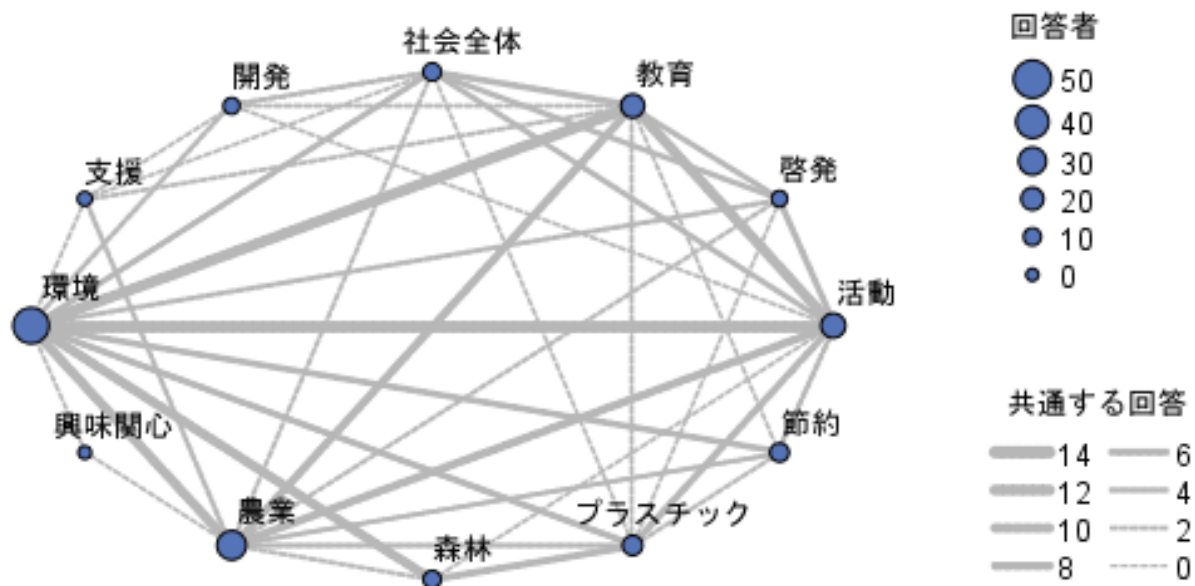 社会全体
開発
教育
支援
啓発
環境
活動
興味関心
節約
農業
プラスチック
森林
回答者
50
40
30
20
10
0
共通する回答
14 6
12 4
10 2
8 0